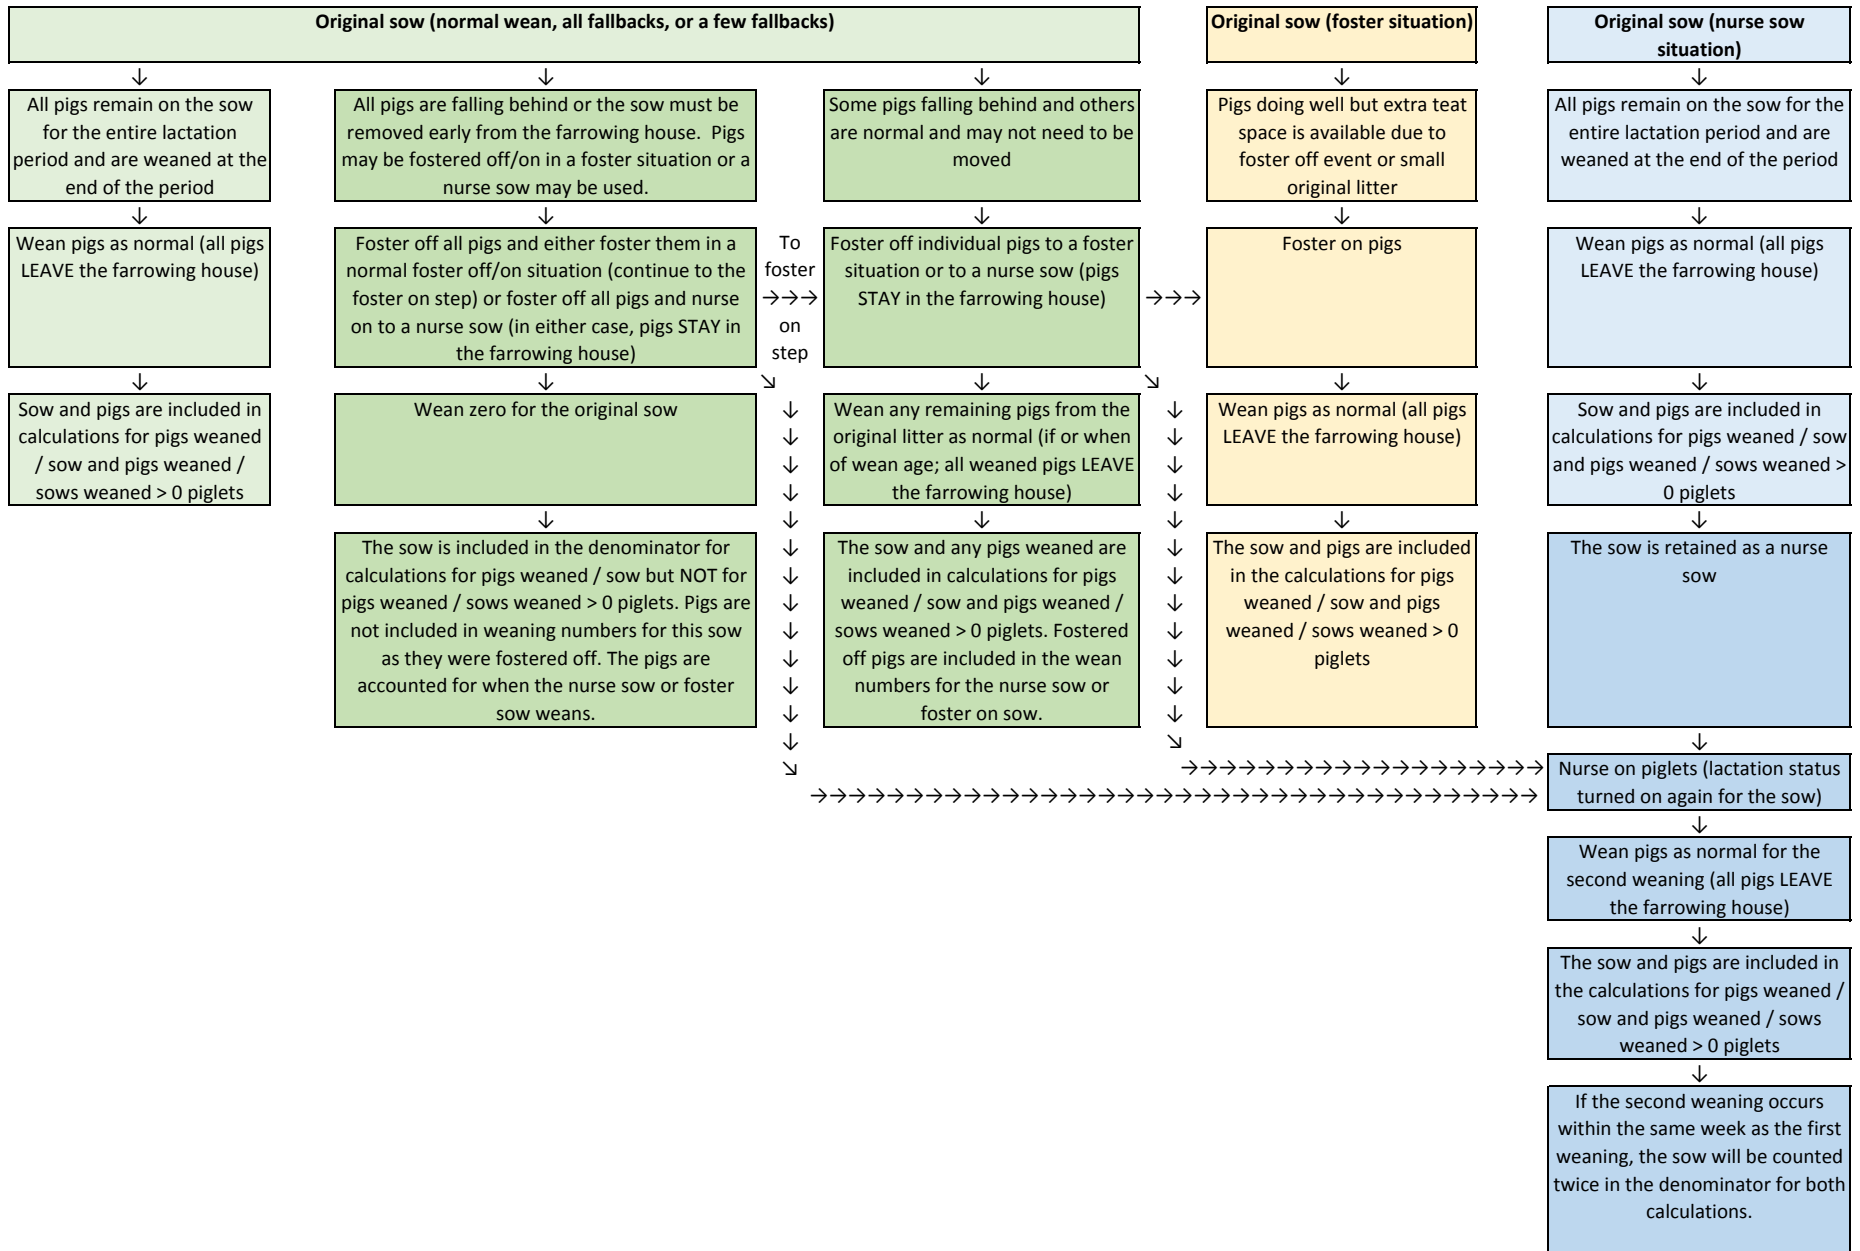 Original sow (normal wean, all fallbacks, or a few fallbacks)
Original sow (foster situation)
Original sow (nurse sow
situation)
↓
↓
↓
↓
↓
All pigs remain on the sow
for the entire lactation
period and are weaned at the
end of the period
All pigs are falling behind or the sow must be
removed early from the farrowing house.  Pigs
may be fostered off/on in a foster situation or a
nurse sow may be used.
Some pigs falling behind and others
are normal and may not need to be
moved
Pigs doing well but extra teat
space is available due to
foster off event or small
original litter
All pigs remain on the sow for the
entire lactation period and are
weaned at the end of the period
↓
↓
↓
↓
↓
Wean pigs as normal (all pigs
LEAVE the farrowing house)
Foster off all pigs and either foster them in a
normal foster off/on situation (continue to the
foster on step) or foster off all pigs and nurse
on to a nurse sow (in either case, pigs STAY in
the farrowing house)
To
foster
→→→
on
step
Foster off individual pigs to a foster
situation or to a nurse sow (pigs
STAY in the farrowing house)
→→→
Foster on pigs
Wean pigs as normal (all pigs
LEAVE the farrowing house)
↓
↓
↘
↓
↘
↓
↓
Sow and pigs are included in
calculations for pigs weaned
/ sow and pigs weaned /
sows weaned > 0 piglets
Wean zero for the original sow
Wean any remaining pigs from the
original litter as normal (if or when
of wean age; all weaned pigs LEAVE
the farrowing house)
Wean pigs as normal (all pigs
LEAVE the farrowing house)
Sow and pigs are included in
calculations for pigs weaned / sow
and pigs weaned / sows weaned >
0 piglets
↓
↓
↓
↓
The sow is included in the denominator for
calculations for pigs weaned / sow but NOT for
pigs weaned / sows weaned > 0 piglets. Pigs are
not included in weaning numbers for this sow
as they were fostered off. The pigs are
accounted for when the nurse sow or foster
sow weans.
The sow and any pigs weaned are
included in calculations for pigs
weaned / sow and pigs weaned /
sows weaned > 0 piglets. Fostered
off pigs are included in the wean
numbers for the nurse sow or
foster on sow.
The sow and pigs are included
in the calculations for pigs
weaned / sow and pigs
weaned / sows weaned > 0
piglets
The sow is retained as a nurse
sow
↓
→→→→→→→→→→→→→→→→→→→
Nurse on piglets (lactation status
turned on again for the sow)
→→→→→→→→→→→→→→→→→→→→→→→→→→→→→→→→→→→→→→
↓
Wean pigs as normal for the
second weaning (all pigs LEAVE
the farrowing house)
↓
The sow and pigs are included in
the calculations for pigs weaned /
sow and pigs weaned / sows
weaned > 0 piglets
↓
If the second weaning occurs
within the same week as the first
weaning, the sow will be counted
twice in the denominator for both
calculations.